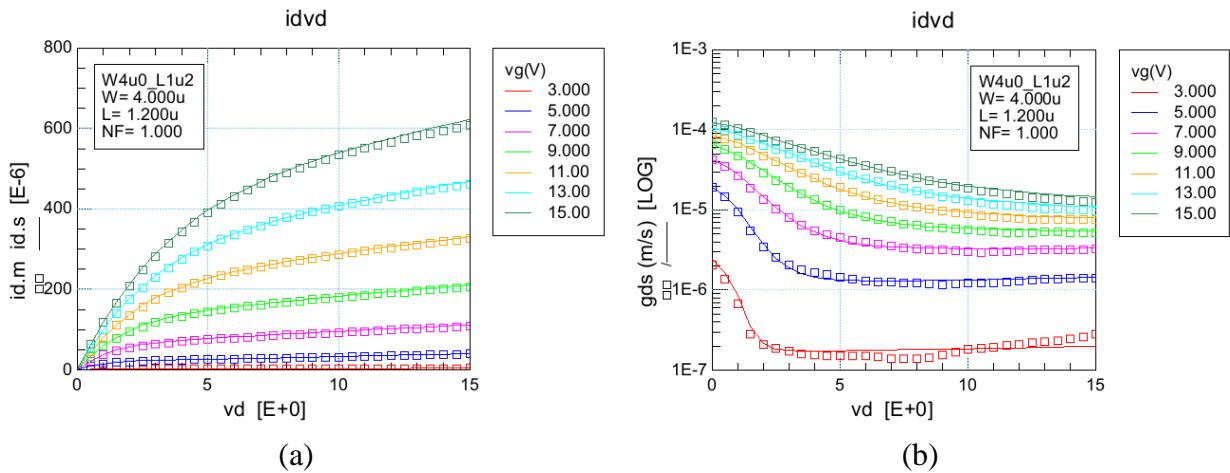 idvd
800
600
400
200
0
id.m id.s [E-6]
W4u0_L1u2
W= 4.000u
L= 1.200u
NF= 1.000
0 5 10 15
vd [E+0]
vg(V)
3.000
5.000
7.000
9.000
11.00
13.00
15.00
(a)
idvd
1E-3
1E-4
1E-5
1E-6
1E-7
gds (m/s) [LOG]
W4u0_L1u2
W= 4.000u
L= 1.200u
NF= 1.000
0 5 10 15
vd [E+0]
vg(V)
3.000
5.000
7.000
9.000
11.00
13.00
15.00
(b)